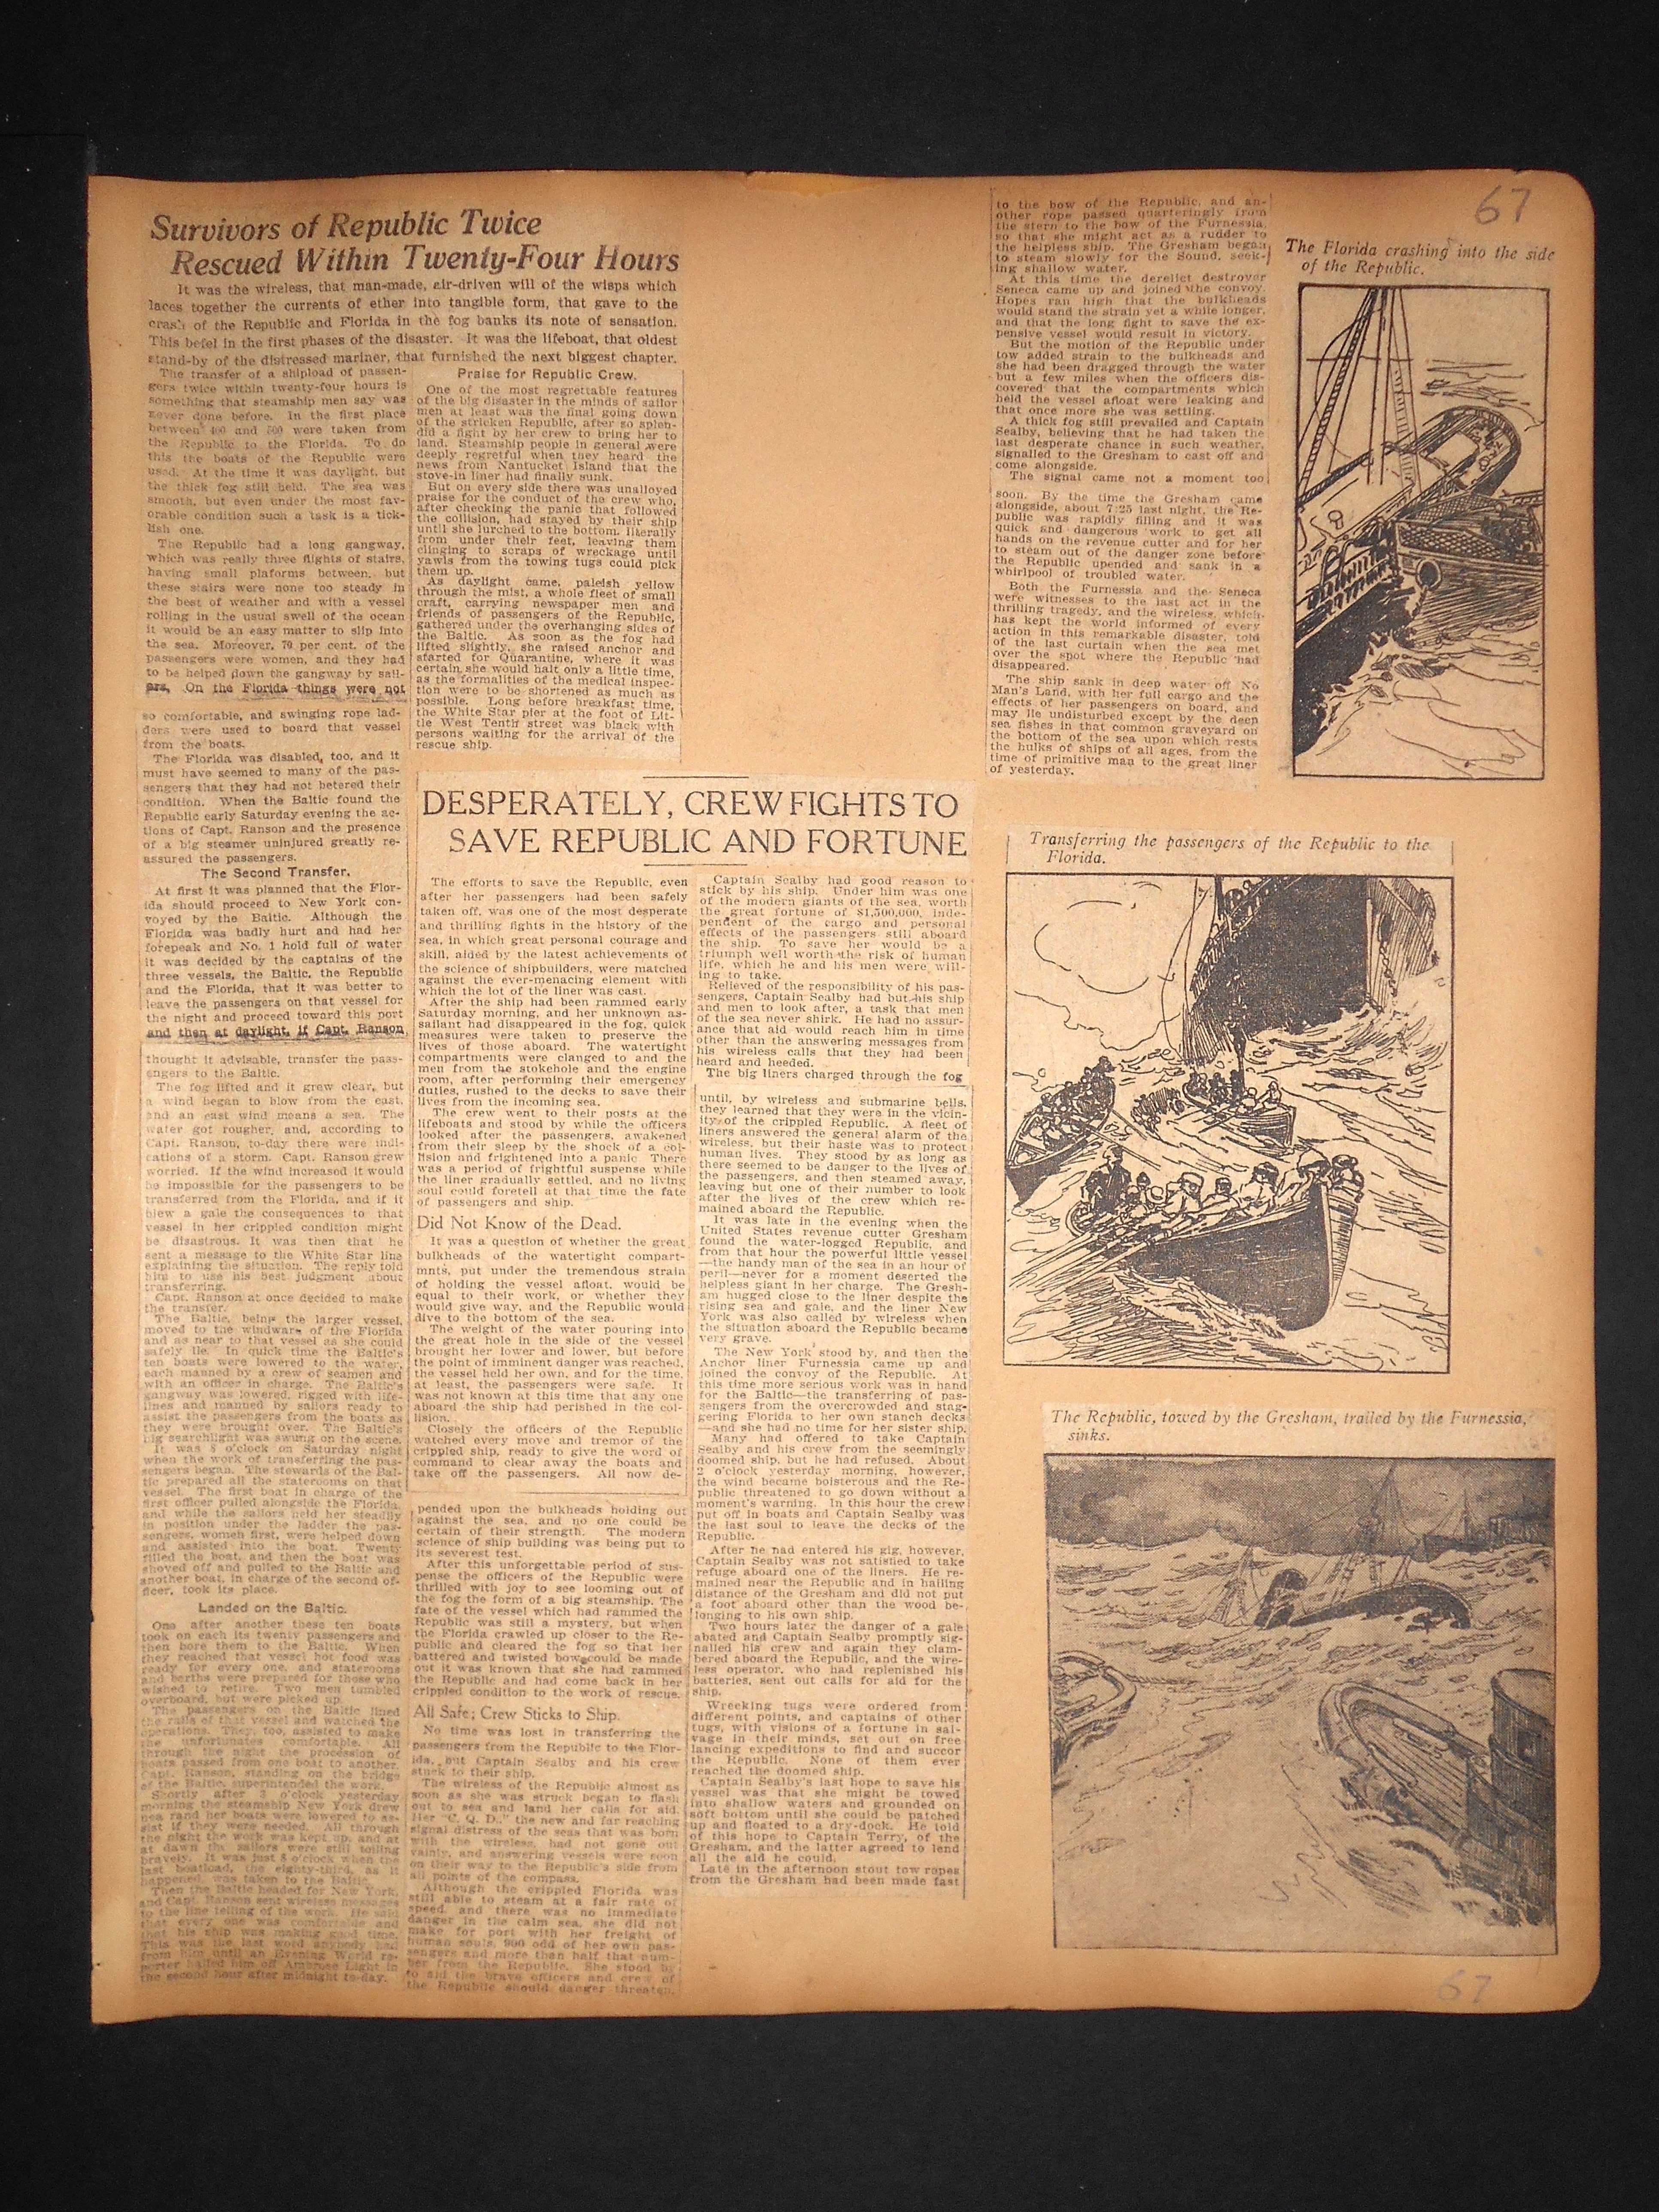 67
Survivors of Republic Twice
Rescued Within Twenty-Four Hours
It was the wireless, that man-made, air-driven will of the wisps which
laces together the currents of ether into tangible form, that gave to the
crash of the Republic and Florida in the fog banks its note of sensation.
This befel in the first phases of the disaster. It was the lifeboat, that oldest
stand-by of the distressed mariner, that furnished the next biggest chapter.
The transfer of a shipload of passen-
gers twice within twenty-four hours is
something that steamship men say was
never done before. In the first place
between 400 and 500 were taken from
the Republic to the Florida. To do
this the boats of the Republic were
used. At the time it was daylight, but
the thick fog still held. The sea was
smooth, but even under the most fav-
orable condition such a task is a tick-
lish one.
The Republic had a long gangway,
which was really three flights of stairs,
having small plaforms between, but
these stairs were none too steady in
the best of weather and with a vessel
rolling in the usual swell of the ocean
it would be an easy matter to slip into
the sea. Moreover, 70 per cent. of the
passengers were women, and they had
to be helped down the gangway by sail-
ors. On the Florida things were not
so comfortable, and swinging rope lad-
ders were used to board that vessel
from the boats.
The Florida was disabled, too, and it
must have seemed to many of the pas-
sengers that they had not betered their
condition. When the Baltic found the
Republic early Saturday evening the ac-
tions of Capt. Ranson and the presence
of a big steamer uninjured greatly re-
assured the passengers.
The Second Transfer.
At first it was planned that the Flor-
ida should proceed to New York con-
voyed by the Baltic. Although the
Florida was badly hurt and had her
forepeak and No. 1 hold full of water
it was decided by the captains of the
three vessels, the Baltic, the Republic
and the Florida, that it was better to
leave the passengers on that vessel for
the night and proceed toward this port
and then at daylight, if Capt. Ranson
thought it advisable, transfer the pass-
engers to the Baltic.
The fog lifted and it grew clear, but
a wind began to blow from the east,
and an east wind means a sea. The
water got rougher, and, according to
Capt. Ranson, to-day there were indi-
cations of a storm. Capt. Ranson grew
worried. If the wind increased it would
be impossible for the passengers to be
transferred from the Florida, and if it
blew a gale the consequences to that
vessel in her crippled condition might
be disastrous. It was then that he
sent a message to the White Star line
explaining the situation. The reply told
him to use his best judgment about
transferring.
Capt. Ranson at once decided to make
the transfer.
The Baltic, being the larger vessel,
moved to the windward of the Florida
and as near to that vessel as she could
safely lie. In quick time the Baltic's
ten boats were lowered to the water,
each manned by a crew of seamen and
with an officer in charge. The Baltic's
gangway was lowered, rigged with life-
lines and manned by sailors ready to
assist the passengers from the boats as
they were brought over. The Baltic's
big searchlight was swung on the scene.
It was 8 o'clock on Saturday night
when the work of transferring the pas-
sengers began. The stewards of the Bal-
tic prepared all the staterooms on that
vessel. The first boat in charge of the
first officer pulled alongside the Florida,
and while the sailors held her steadily
in position under the ladder the pas-
sengers, women first, were helped down
and assisted into the boat. Twenty
filled the boat, and then the boat was
shoved off and pulled to the Baltic and
another boat, in charge of the second of-
ficer, took its place.
Landed on the Baltic.
One after another these ten boats
took on each its twenty passengers and
then bore them to the Baltic. When
they reached that vessel hot food was
ready for every one, and staterooms
and berths were prepared for those who
wished to retire. Two men tumbled
overboard, but were picked up.
The passengers on the Baltic lined
the rails of that vessel and watched the
operations. They, too, assisted to make
the unfortunates comfortable. All
through the night the procession of
boats passed from one boat to another.
Capt. Ranson, standing on the bridge
of the Baltic, superintended the work.
Shortly after 3 o'clock yesterday
morning the steamship New York drew
near and her boats were lowered to as-
sist if they were needed. All through
the night the work was kept up, and at
at dawn the sailors were still toiling
bravely. It was just 8 o'clock when the
last boatload, the eighty-third, as it
happened, was taken to the Baltic.
Then the Baltic headed for New York,
and Capt. Ranson sent wireless messages
to the line telling of the work. He said
that every one was comfortable and
that his ship was making good time.
This was the last word anybody had
from him until an Evening World re-
porter hailed him off Ambrose Light in
the second hour after midnight to-day.
Praise for Republic Crew.
One of the most regrettable features
of the big disaster in the minds of sailor
men at least was the final going down
of the stricken Republic, after so splen-
did a fight by her crew to bring her to
land. Steamship people in general were
deeply regretful when they heard the
news from Nantucket Island that the
stove-in liner had finally sunk.
But on every side there was unalloyed
praise for the conduct of the crew who,
after checking the panic that followed
the collision, had stayed by their ship
until she lurched to the bottom, literally
from under their feet, leaving them
clinging to scraps of wreckage until
yawls from the towing tugs could pick
them up.
As daylight came, paleish yellow
through the mist, a whole fleet of small
craft, carrying newspaper men and
friends of passengers of the Republic,
gathered under the overhanging sides of
the Baltic. As soon as the fog had
lifted slightly, she raised anchor and
started for Quarantine, where it was
certain she would halt only a little time,
as the formalities of the medical inspec-
tion were to be shortened as much as
possible. Long before breakfast time,
the White Star pier at the foot of Lit-
tle West Tenth street was black with
persons waiting for the arrival of the
rescue ship.
DESPERATELY, CREW FIGHTS TO
SAVE REPUBLIC AND FORTUNE
The efforts to save the Republic, even
after her passengers had been safely
taken off, was one of the most desperate
and thrilling fights in the history of the
sea, in which great personal courage and
skill, aided by the latest achievements of
the science of shipbuilders, were matched
against the ever-menacing element with
which the lot of the liner was cast.
After the ship had been rammed early
Saturday morning, and her unknown as-
sailant had disappeared in the fog, quick
measures were taken to preserve the
lives of those aboard. The watertight
compartments were clanged to and the
men from the stokehole and the engine
room, after performing their emergency
duties, rushed to the decks to save their
lives from the incoming sea.
The crew went to their posts at the
lifeboats and stood by while the officers
looked after the passengers, awakened
from their sleep by the shock of a col-
lision and frightened into a panic There
was a period of frightful suspense while
the liner gradually settled, and no living
soul could foretell at that time the fate
of passengers and ship.
Did Not Know of the Dead.
It was a question of whether the great
bulkheads of the watertight compart-
mnts, put under the tremendous strain
of holding the vessel afloat, would be
equal to their work, or whether they
would give way, and the Republic would
dive to the bottom of the sea.
The weight of the water pouring into
the great hole in the side of the vessel
brought her lower and lower, but before
the point of imminent danger was reached,
the vessel held her own, and for the time,
at least, the passengers were safe. It
was not known at this time that any one
aboard the ship had perished in the col-
lision.
Closely the officers of the Republic
watched every move and tremor of the
crippled ship, ready to give the word of
command to clear away the boats and
take off the passengers. All now de-
pended upon the bulkheads holding out
against the sea, and no one could be
certain of their strength. The modern
science of ship building was being put to
its severest test.
After this unforgettable period of sus-
pense the officers of the Republic were
thrilled with joy to see looming out of
the fog the form of a big steamship. The
fate of the vessel which had rammed the
Republic was still a mystery, but when
the Florida crawled up closer to the Re-
public and cleared the fog so that her
battered and twisted bow could be made
out it was known that she had rammed
the Republic and had come back in her
crippled condition to the work of rescue.
All Safe; Crew Sticks to Ship.
No time was lost in transferring the
passengers from the Republic to the Flor-
ida, but Captain Sealby and his crew
stuck to their ship.
The wireless of the Republic almost as
soon as she was struck began to flash
out to sea and land her calls for aid.
Her "C. Q. D.," the new and far reaching
signal distress of the seas that was born
with the wireless, had not gone out
vainly, and answering vessels were soon
on their way to the Republic's side from
all points of the compass.
Although the crippled Florida was
still able to steam at a fair rate of
speed, and there was no immediate
danger in the calm sea, she did not
make for port with her freight of
human souls, 900 odd of her own pas-
sengers and more than half that num-
ber from the Republic. She stood by
to aid the brave officers and crew of
the Republic should danger threaten.
Captain Sealby had good reason to
stick by his ship. Under him was one
of the modern giants of the sea, worth
the great fortune of $1,500,000, inde-
pendent of the cargo and personal
effects of the passengers still aboard
the ship. To save her would be a
triumph well worth the risk of human
life, which he and his men were will-
ing to take.
Relieved of the responsibility of his pas-
sengers, Captain Sealby had but his ship
and men to look after, a task that men
of the sea never shirk. He had no assur-
ance that aid would reach him in time
other than the answering messages from
his wireless calls that they had been
heard and heeded.
The big liners charged through the fog
until, by wireless and submarine bells,
they learned that they were in the vicin-
ity of the crippled Republic. A fleet of
liners answered the general alarm of the
wireless, but their haste was to protect
human lives. They stood by as long as
there seemed to be danger to the lives of
the passengers, and then steamed away,
leaving but one of their number to look
after the lives of the crew which re-
mained aboard the Republic.
It was late in the evening when the
United States revenue cutter Gresham
found the water-logged Republic, and
from that hour the powerful little vessel
—the handy man of the sea in an hour of
peril—never for a moment deserted the
helpless giant in her charge. The Gresh-
am hugged close to the liner despite the
rising sea and gale, and the liner New
York was also called by wireless when
the situation aboard the Republic became
very grave.
The New York stood by, and then the
Anchor liner Furnessia came up and
joined the convoy of the Republic. At
this time more serious work was in hand
for the Baltic—the transferring of pas-
sengers from the overcrowded and stag-
gering Florida to her own stanch decks
—and she had no time for her sister ship.
Many had offered to take Captain
Sealby and his crew from the seemingly
doomed ship, but he had refused. About
2 o'clock yesterday morning, however,
the wind became boisterous and the Re-
public threatened to go down without a
moment's warning. In this hour the crew
put off in boats and Captain Sealby was
the last soul to leave the decks of the
Republic.
After he had entered his gig, however,
Captain Sealby was not satisfied to take
refuge aboard one of the liners. He re-
mained near the Republic and in hailing
distance of the Gresham and did not put
a foot aboard other than the wood be-
longing to his own ship.
Two hours later the danger of a gale
abated and Captain Sealby promptly sig-
nalled his crew and again they clam-
bered aboard the Republic, and the wire-
less operator, who had replenished his
batteries, sent out calls for aid for the
ship.
Wrecking tugs were ordered from
different points, and captains of other
tugs, with visions of a fortune in sal-
vage in their minds, set out on free
lancing expeditions to find and succor
the Republic. None of them ever
reached the doomed ship.
Captain Sealby's last hope to save his
vessel was that she might be towed
into shallow waters and grounded on
soft bottom until she could be patched
up and floated to a dry-dock. He told
of this hope to Captain Terry, of the
Gresham, and the latter agreed to lend
all the aid he could.
Late in the afternoon stout tow ropes
from the Gresham had been made fast
to the bow of the Republic, and an-
other rope passed quarteringly from
the stern to the bow of the Furnessia,
so that she might act as a rudder to
the helpless ship. The Gresham began
to steam slowly for the Sound, seek-
ing shallow water.
At this time the derelict destroyer
Seneca came up and joined the convoy.
Hopes ran high that the bulkheads
would stand the strain yet a while longer,
and that the long fight to save the ex-
pensive vessel would result in victory.
But the motion of the Republic under
tow added strain to the bulkheads and
she had been dragged through the water
but a few miles when the officers dis-
covered that the compartments which
held the vessel afloat were leaking and
that once more she was settling.
A thick fog still prevailed and Captain
Sealby, believing that he had taken the
last desperate chance in such weather,
signalled to the Gresham to cast off and
come alongside.
The signal came not a moment too
soon. By the time the Gresham came
alongside, about 7:25 last night, the Re-
public was rapidly filling and it was
quick and dangerous work to get all
hands on the revenue cutter and for her
to steam out of the danger zone before
the Republic upended and sank in a
whirlpool of troubled water.
Both the Furnessia and the Seneca
were witnesses to the last act in the
thrilling tragedy, and the wireless, which
has kept the world informed of every
action in this remarkable disaster, told
of the last curtain when the sea met
over the spot where the Republic had
disappeared.
The ship sank in deep water off No
Man's Land, with her full cargo and the
effects of her passengers on board, and
may lie undisturbed except by the deep
sea fishes in that common graveyard on
the bottom of the sea upon which rests
the hulks of ships of all ages, from the
time of primitive man to the great liner
of yesterday.
The Florida crashing into the side
of the Republic.
Transferring the passengers of the Republic to the
Florida.
The Republic, towed by the Gresham, trailed by the Furnessia,
sinks.
67